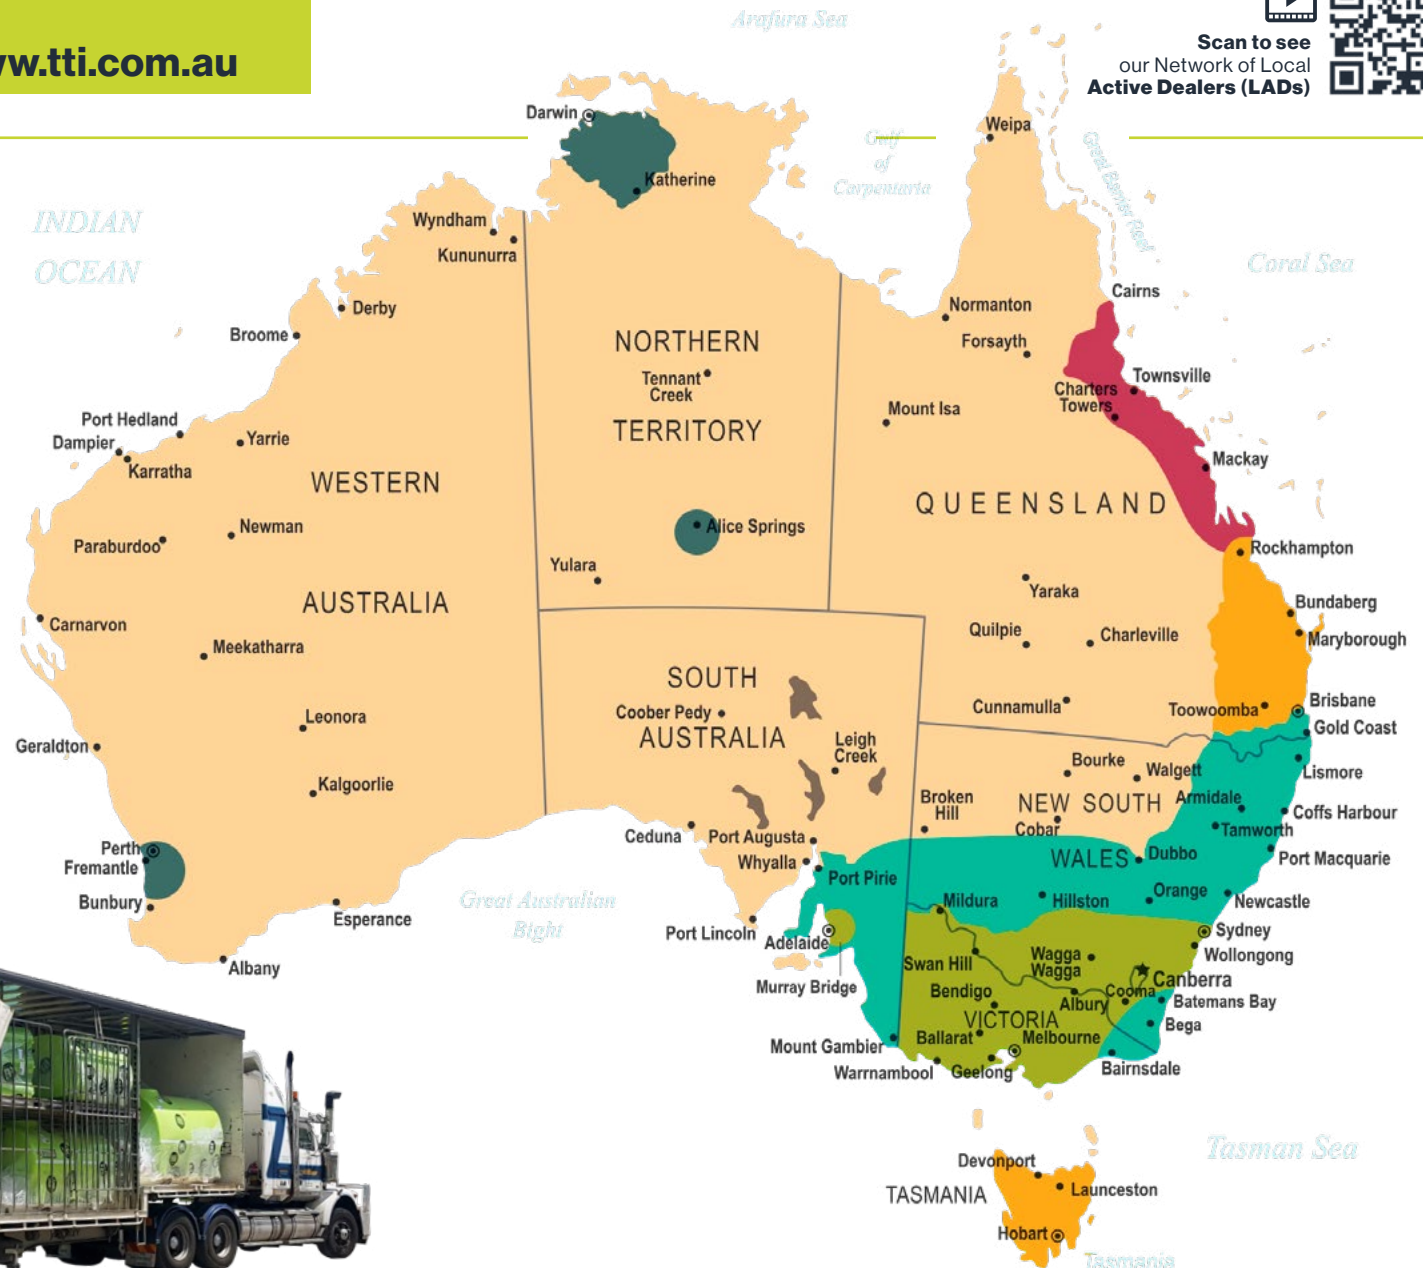 Arafura Sea
ww.tti.com.au
Scan to see
our Network of Local
Active Dealers (LADs)
Darwin
Weipa
Gulf
of
Carpentaria
Great Barrier Reef
Katherine
INDIAN
OCEAN
Wyndham
Kununurra
Coral Sea
Cairns
Derby
Normanton
Broome
Forsayth
NORTHERN
Tennant
Creek
TERRITORY
Townsville
Charters
Towers
Mount Isa
Port Hedland
Dampier
Yarrie
Karratha
Mackay
WESTERN
QUEENSLAND
Newman
Alice Springs
Paraburdoo
Rockhampton
Yulara
Yaraka
AUSTRALIA
Bundaberg
Carnarvon
Quilpie
Charleville
Maryborough
Meekatharra
SOUTH
Coober Pedy
AUSTRALIA
Cunnamulla
Toowoomba
Brisbane
Leonora
Gold Coast
Geraldton
Leigh
Creek
Bourke
Walgett
Lismore
Kalgoorlie
Broken
Hill
NEW SOUTH
Armidale
Coffs Harbour
Cobar
Tamworth
Ceduna
Port Augusta
Perth
Fremantle
Whyalla
WALES
Dubbo
Port Macquarie
Port Pirie
Bunbury
Mildura
Hillston
Orange
Newcastle
Great Australian
Bight
Esperance
Port Lincoln
Adelaide
Sydney
Wollongong
Albany
Swan Hill
Wagga
Wagga
Canberra
Murray Bridge
Bendigo
Albury
Cooma
Batemans Bay
VICTORIA
Bega
Mount Gambier
Ballarat
Melbourne
Warrnambool
Geelong
Bairnsdale
Tasman Sea
Devonport
TASMANIA
Launceston
Hobart
Tasmania